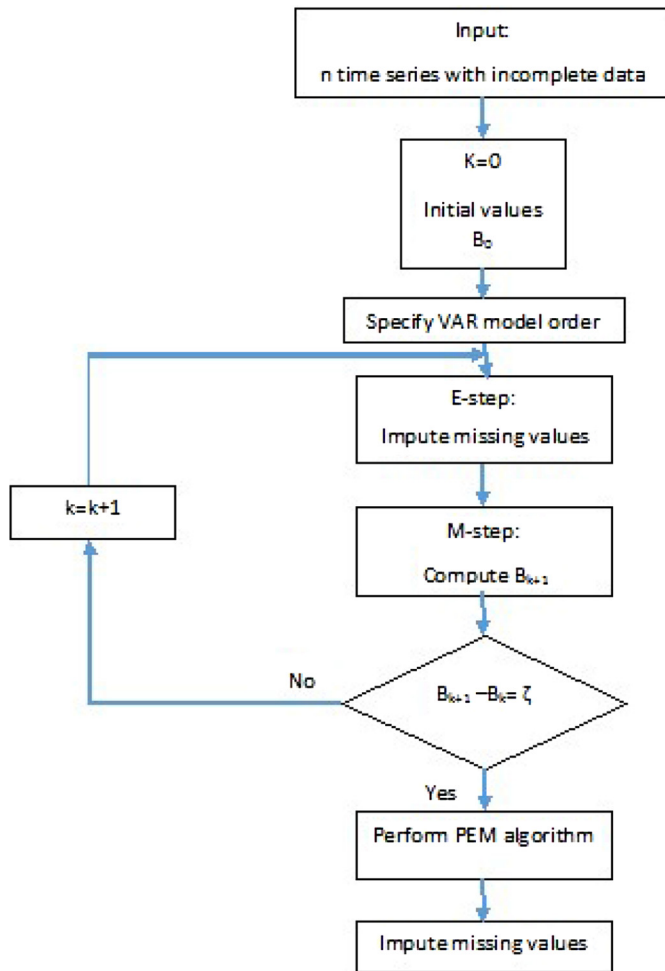 Input:
n time series with incomplete data
K=0
Initial values
B₀
Specify VAR model order
E-step:
Impute missing values
k=k+1
M-step:
Compute Bₖ₊₁
No
Bₖ₊₁ –Bₖ= ζ
Yes
Perform PEM algorithm
Impute missing values